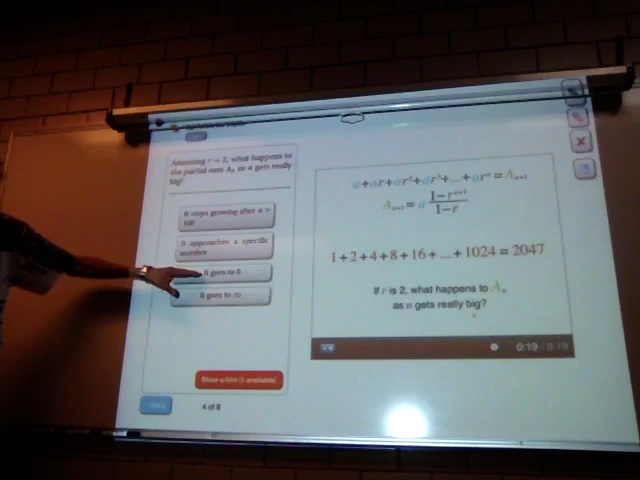 Assuming r = 2, what happens to
the partial sum Aₙ as n gets really
big?
It stops growing after n =
100
It approaches a specific
number
It goes to 0
It goes to ∞
Show a hint (1 available)
4 of 8
a+ar+ar²+ar³+...+arⁿ = Aₙ₊₁
Aₙ₊₁ = a (1−rⁿ⁺¹)/(1−r)
1+2+4+8+16+...+1024 = 2047
If r is 2, what happens to Aₙ
as n gets really big?
0:19 / 0:19